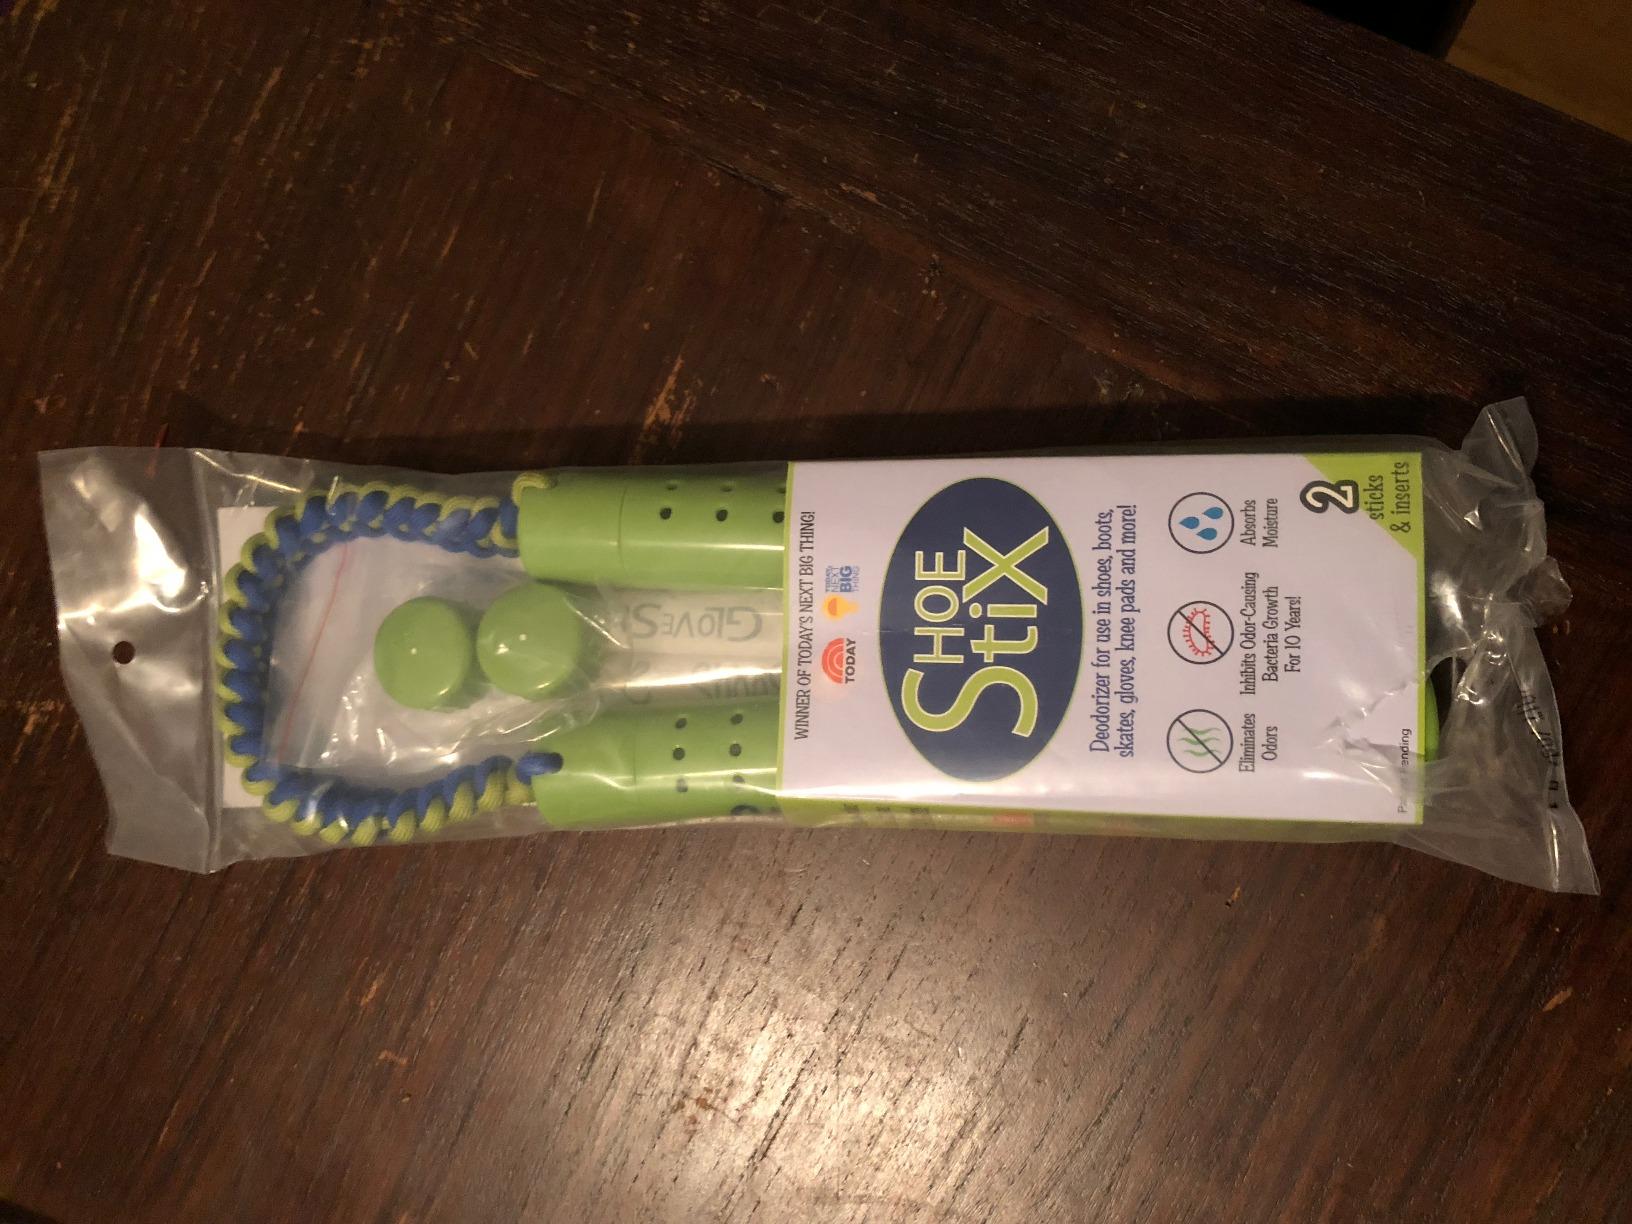 WINNER OF TODAY'S NEXT BIG THING!
TODAY
TODAY'S
NEXT
BIG
THING
SHOE
StiX
Deodorizer for use in shoes, boots,
skates, gloves, knee pads and more!
Eliminates
Odors
Inhibits Odor-Causing
Bacteria Growth
For 10 Years!
Absorbs
Moisture
2
sticks
& inserts